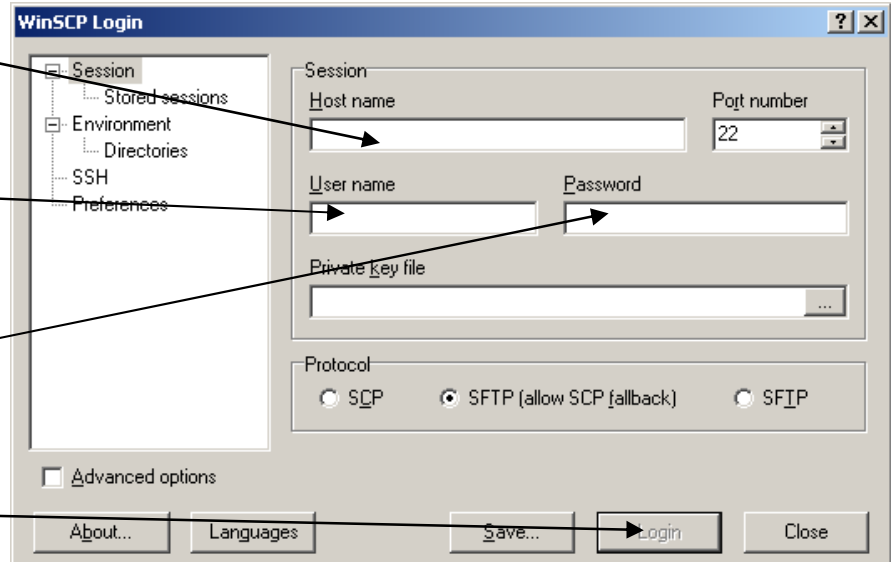 WinSCP Login
Session
Stored sessions
Environment
Directories
SSH
Preferences
Session
Host name
Port number
22
User name
Password
Private key file
...
Protocol
SCP
SFTP (allow SCP fallback)
SFTP
Advanced options
About...
Languages
Save...
Login
Close